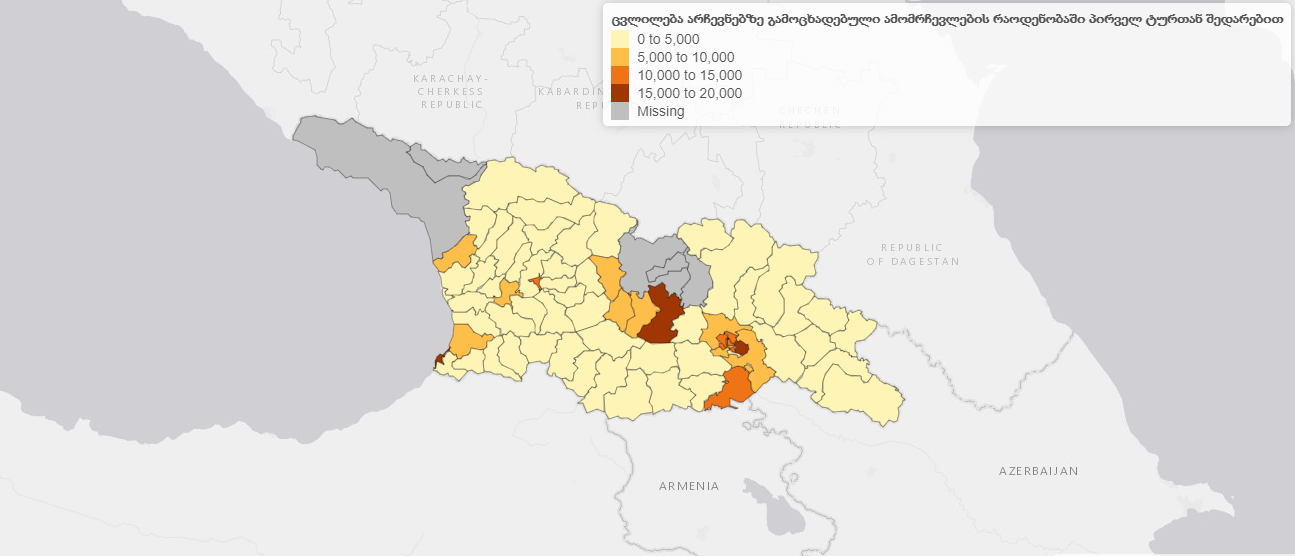 ცვლილება არჩევნებზე გამოცხადებული ამომრჩევლების რაოდენობაში პირველ ტურთან შედარებით
0 to 5,000
5,000 to 10,000
10,000 to 15,000
15,000 to 20,000
Missing
KARACHAY-
CHERKESS
REPUBLIC
CHECHEN
REPUBLIC
REPUBLIC
OF DAGESTAN
AZERBAIJAN
ARMENIA